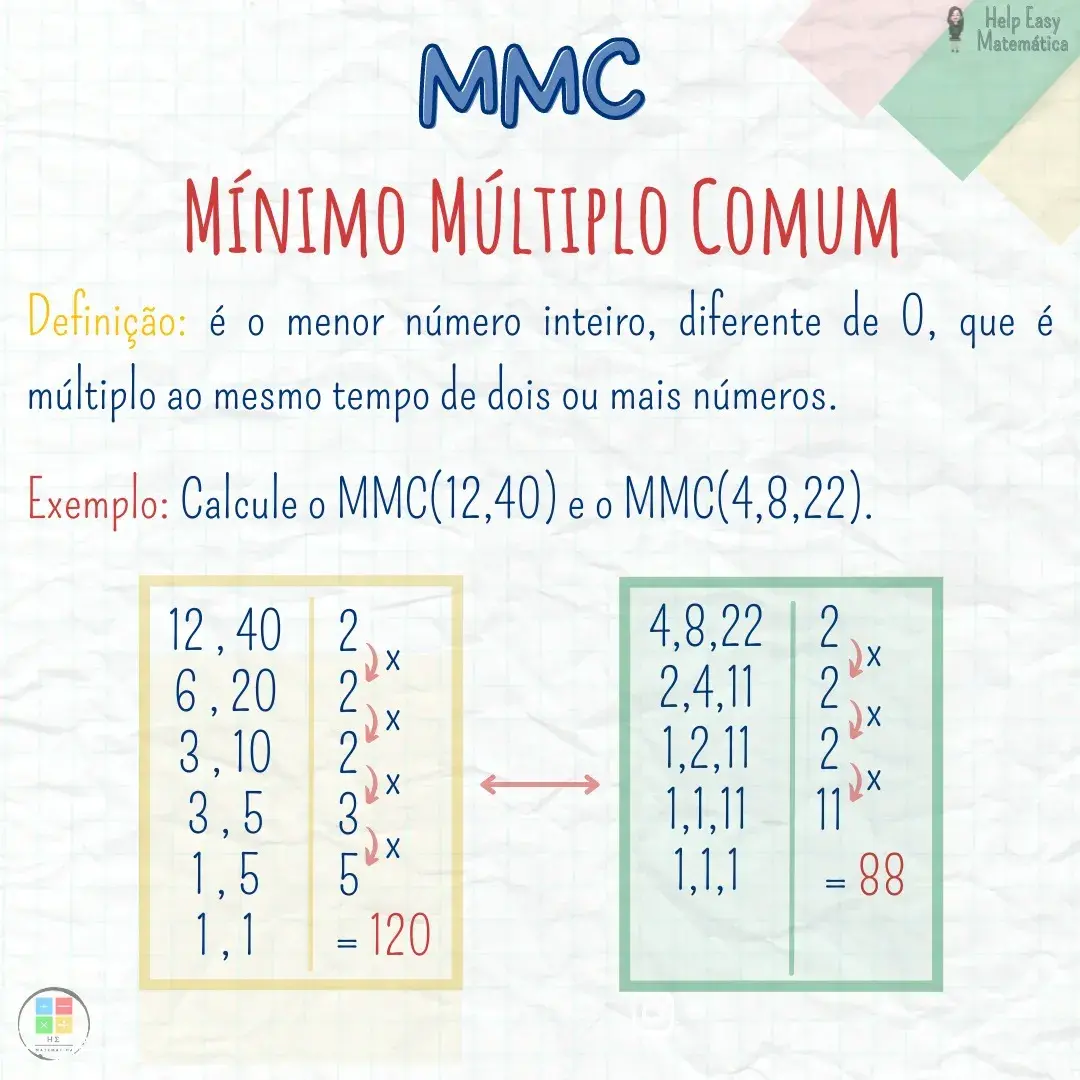 Help Easy
Matemática
MMC
Mínimo Múltiplo Comum
Definição: é o menor número inteiro, diferente de 0, que é
múltiplo ao mesmo tempo de dois ou mais números.
Exemplo: Calcule o MMC(12,40) e o MMC(4,8,22).
12 , 40 | 2
x
6 , 20 | 2
x
3 , 10 | 2
x
3 , 5 | 3
x
1 , 5 | 5
1 , 1 | = 120
4,8,22 | 2
x
2,4,11 | 2
x
1,2,11 | 2
x
1,1,11 | 11
1,1,1 | = 88
+ −
×
HE